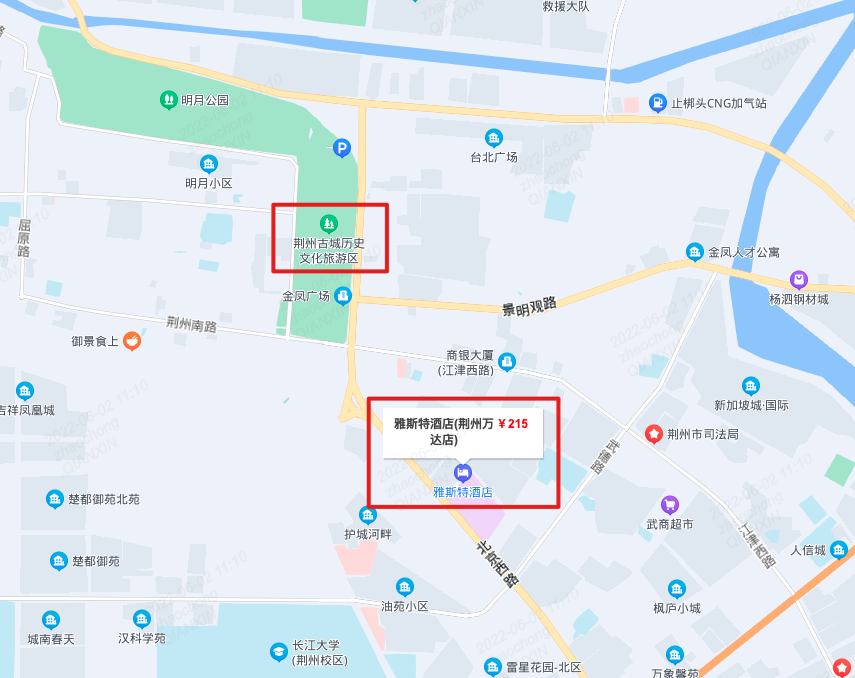 救援大队
明月公园
止梆头CNG加气站
P
台北广场
明月小区
屈原路
荆州古城历史
文化旅游区
金凤人才公寓
杨泗钢材城
金凤广场
景明观路
荆州南路
御景食上
商银大厦
(江津西路)
新加坡城·国际
吉祥凤凰城
雅斯特酒店(荆州万 ¥215
达店)
荆州市司法局
武德路
雅斯特酒店
楚都御苑北苑
护城河畔
武商超市
江津西路
北京西路
人信城
楚都御苑
油苑小区
枫庐小城
城南春天
汉科学苑
长江大学
(荆州校区)
雷星花园-北区
万象馨苑